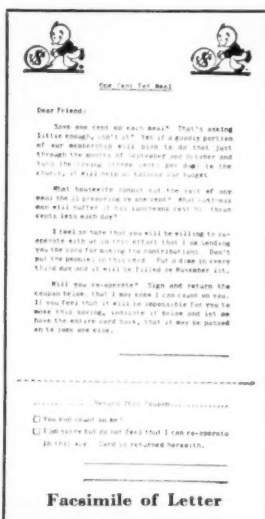 One Cent Per Meal
Dear Friend:
Save one cent on each meal? That's asking
little enough, isn't it? Yet if a goodly portion
of our membership will plan to do that just
through the months of September and October and
turn the saving, three cents per day, to the
church, it will help us balance our budget
What housewife cannot cut the cost of any
meal she is preparing by one cent? What business
man will suffer if his luncheons cost him three
cents less each day?
I feel so sure that you will be willing to co-
operate with us in this effort that I am sending
you the card for making the contributions. Don't
put the pennies in this card. Put a dime in every
third day and it will be filled by November 1st.
Will you co-operate? Sign and return the
coupon below, that I may know I can count on you.
If you feel that it will be impossible for you to
make this saving, indicate it below and let me
have the entire card back, that it may be passed
on to some one else.
Return This Coupon
You can count on me!
I am sorry but do not feel that I can co-operate
in this way. Card is returned herewith.
Facsimile of Letter